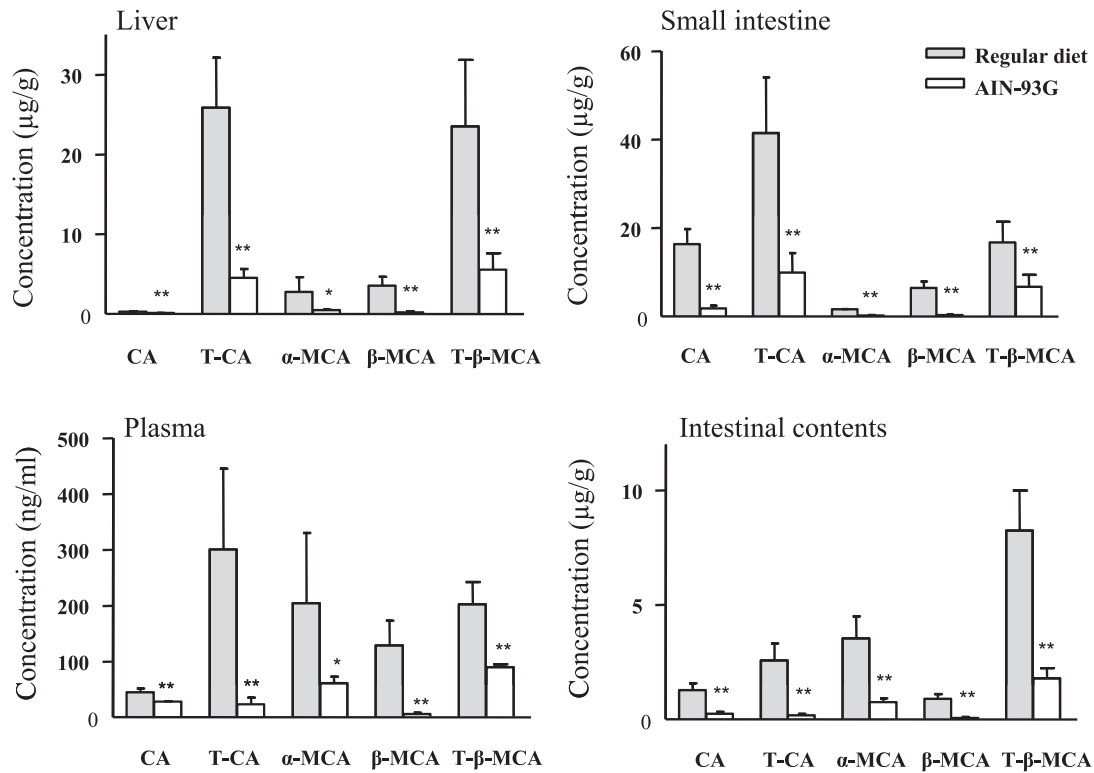 Liver
Concentration (µg/g)
30
20
10
0
**
**
*
**
**
CA T-CA α-MCA β-MCA T-β-MCA
Small intestine
Concentration (µg/g)
60
40
20
0
Regular diet
AIN-93G
**
**
**
**
**
CA T-CA α-MCA β-MCA T-β-MCA
Plasma
Concentration (ng/ml)
500
400
300
200
100
0
**
**
*
**
**
CA T-CA α-MCA β-MCA T-β-MCA
Intestinal contents
Concentration (µg/g)
10
5
0
**
**
**
**
**
CA T-CA α-MCA β-MCA T-β-MCA